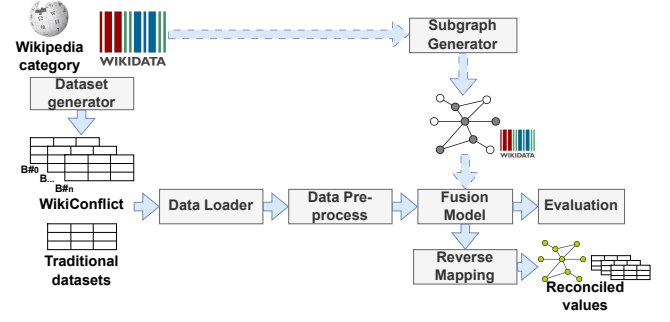 Wikipedia
category
WIKIDATA
Subgraph
Generator
Dataset
generator
WIKIDATA
B#0
B...
B#n
WikiConflict
Data Loader
Data Pre-
process
Fusion
Model
Evaluation
Traditional
datasets
Reverse
Mapping
Reconciled
values